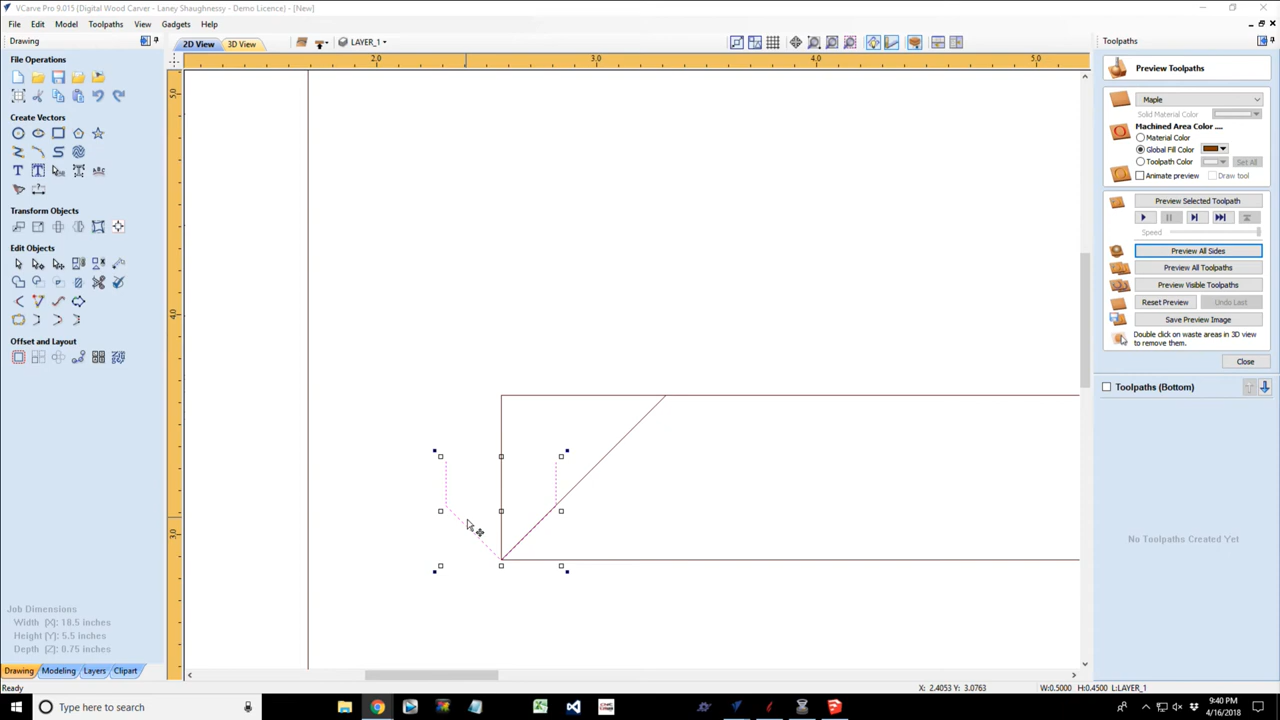 VCarve Pro 9.015 {Digital Wood Carver - Laney Shaughnessy - Demo Licence} - [New]
File Edit Model Toolpaths View Gadgets Help
Drawing
2D View 3D View LAYER_1
Toolpaths
File Operations
Create Vectors
Transform Objects
Edit Objects
Offset and Layout
Job Dimensions
Width (X): 18.5 inches
Height (Y): 5.5 inches
Depth (Z): 0.75 inches
Drawing Modeling Layers Clipart
2.0 3.0 4.0 5.0
5.0
4.0
3.0
Preview Toolpaths
Maple
Solid Material Color
Machined Area Color ....
Material Color
Global Fill Color
Toolpath Color Set All
Animate preview Draw tool
Preview Selected Toolpath
Speed
Preview All Sides
Preview All Toolpaths
Preview Visible Toolpaths
Reset Preview Undo Last
Save Preview Image
Double click on waste areas in 3D view
to remove them.
Close
Toolpaths (Bottom)
No Toolpaths Created Yet
Ready
X: 2.4053 Y: 3.0763
W:0.5000 H:0.4500 L:LAYER_1
Type here to search
9:40 PM
4/16/2018